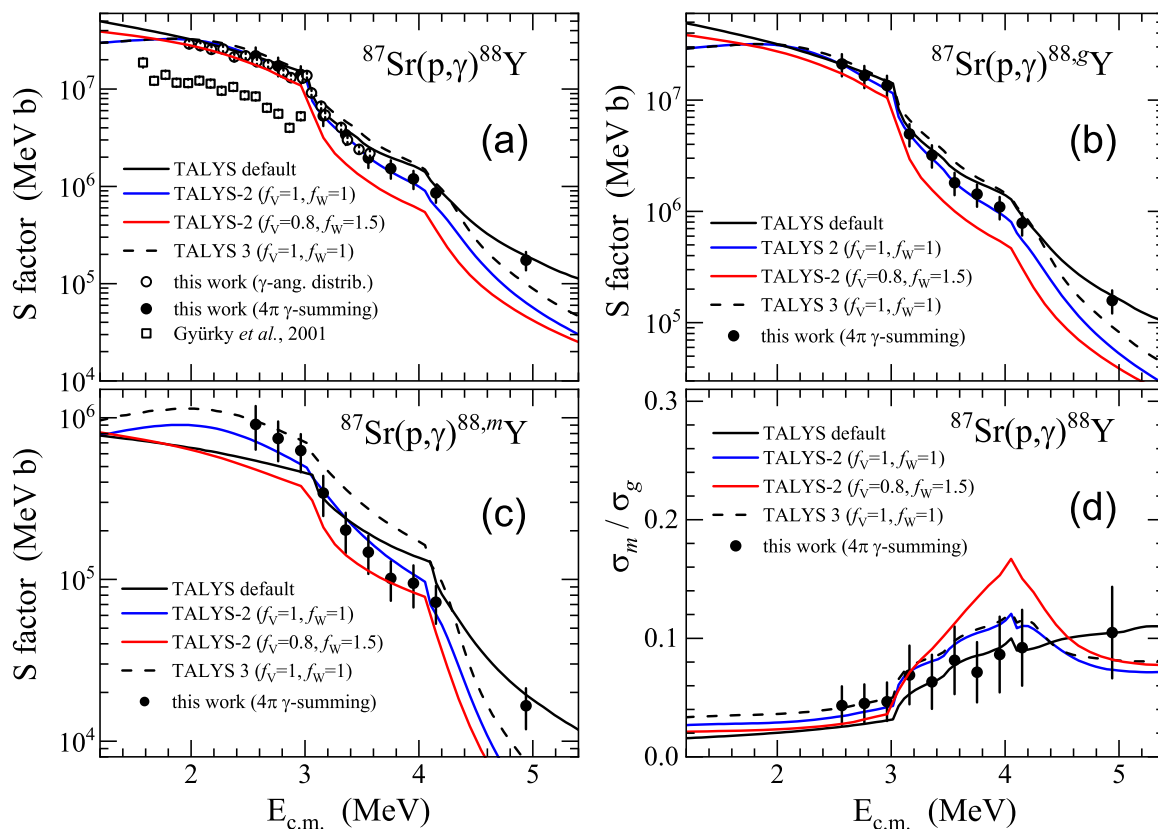 (a)
⁸⁷Sr(p,γ)⁸⁸Y
S factor (MeV b)
10⁷
10⁶
10⁵
10⁴
TALYS default
TALYS-2 (f_V=1, f_W=1)
TALYS-2 (f_V=0.8, f_W=1.5)
TALYS 3 (f_V=1, f_W=1)
this work (γ-ang. distrib.)
this work (4π γ-summing)
Gyürky et al., 2001
(b)
⁸⁷Sr(p,γ)⁸⁸,ᵍY
S factor (MeV b)
10⁷
10⁶
10⁵
TALYS default
TALYS 2 (f_V=1, f_W=1)
TALYS-2 (f_V=0.8, f_W=1.5)
TALYS 3 (f_V=1, f_W=1)
this work (4π γ-summing)
(c)
⁸⁷Sr(p,γ)⁸⁸,ᵐY
S factor (MeV b)
10⁶
10⁵
10⁴
TALYS default
TALYS-2 (f_V=1, f_W=1)
TALYS-2 (f_V=0.8, f_W=1.5)
TALYS 3 (f_V=1, f_W=1)
this work (4π γ-summing)
2 3 4 5
E_c.m. (MeV)
(d)
⁸⁷Sr(p,γ)⁸⁸Y
σ_m / σ_g
0.3
0.2
0.1
0.0
TALYS default
TALYS-2 (f_V=1, f_W=1)
TALYS-2 (f_V=0.8, f_W=1.5)
TALYS 3 (f_V=1, f_W=1)
this work (4π γ-summing)
2 3 4 5
E_c.m. (MeV)